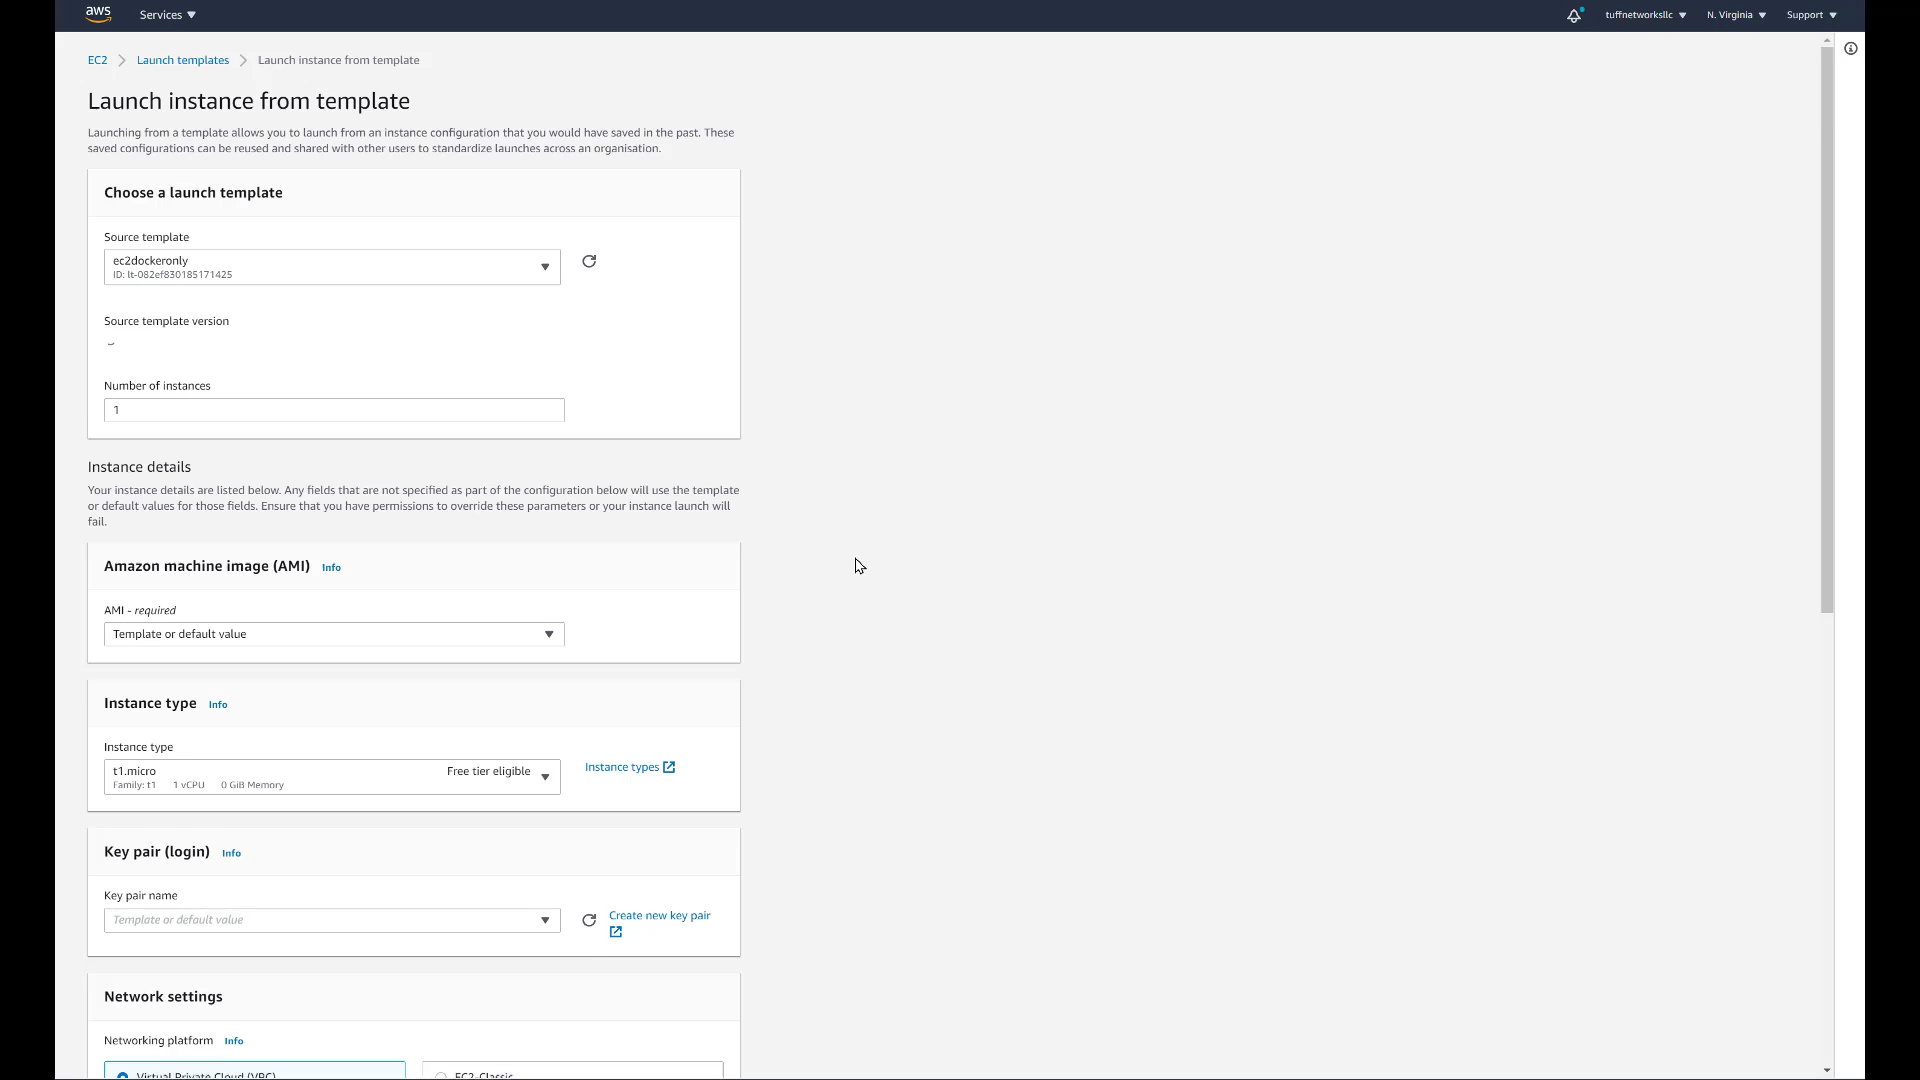 aws Services tuffnetworksllc N. Virginia Support
EC2 Launch templates Launch instance from template
Launch instance from template
Launching from a template allows you to launch from an instance configuration that you would have saved in the past. These
saved configurations can be reused and shared with other users to standardize launches across an organisation.
Choose a launch template
Source template
ec2dockeronly
ID: lt-082ef830185171425
Source template version
Number of instances
1
Instance details
Your instance details are listed below. Any fields that are not specified as part of the configuration below will use the template
or default values for those fields. Ensure that you have permissions to override these parameters or your instance launch will
fail.
Amazon machine image (AMI) Info
AMI - required
Template or default value
Instance type Info
Instance type
t1.micro Free tier eligible
Family: t1 1 vCPU 0 GiB Memory
Instance types
Key pair (login) Info
Key pair name
Template or default value
Create new key pair
Network settings
Networking platform Info
Virtual Private Cloud (VPC) EC2-Classic